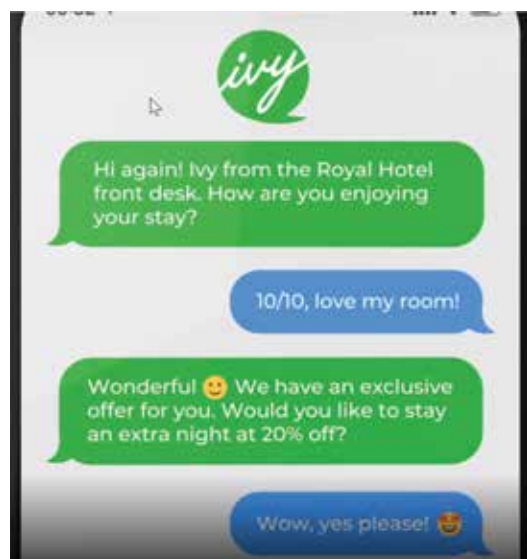 ivy
Hi again! Ivy from the Royal Hotel
front desk. How are you enjoying
your stay?
10/10, love my room!
Wonderful 🙂 We have an exclusive
offer for you. Would you like to stay
an extra night at 20% off?
Wow, yes please! 🤩